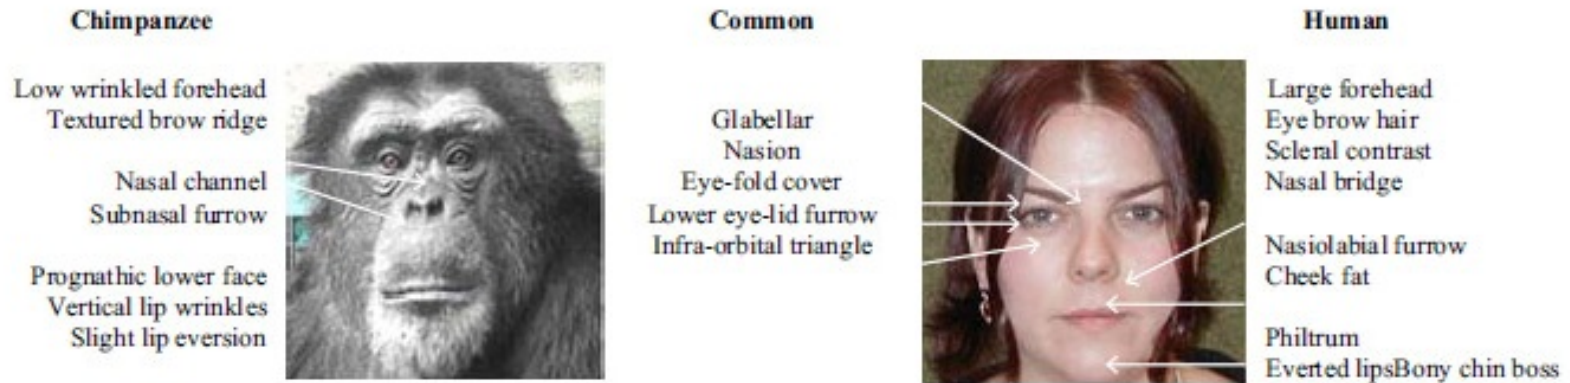 Chimpanzee
Low wrinkled forehead
Textured brow ridge
Nasal channel
Subnasal furrow
Prognathic lower face
Vertical lip wrinkles
Slight lip eversion
Common
Glabellar
Nasion
Eye-fold cover
Lower eye-lid furrow
Infra-orbital triangle
Human
Large forehead
Eye brow hair
Scleral contrast
Nasal bridge
Nasiolabial furrow
Cheek fat
Philtrum
Everted lipsBony chin boss